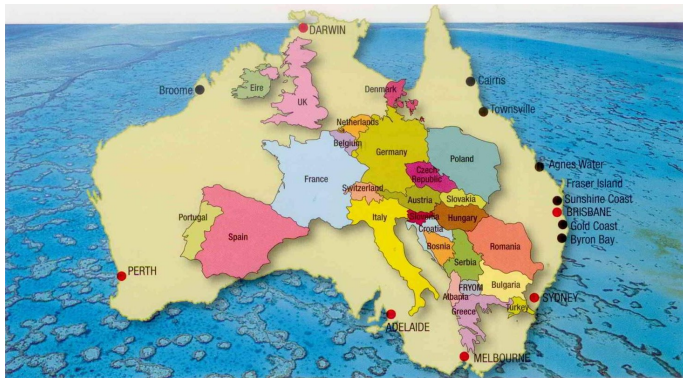 DARWIN
Cairns
Broome
Eire
UK
Denmark
Townsville
Netherlands
Belgium
Germany
Poland
Agnes Water
Czech
Republic
France
Fraser Island
Switzerland
Austria
Slovakia
Sunshine Coast
BRISBANE
Portugal
Spain
Italy
Slovenia
Hungary
Gold Coast
Croatia
Byron Bay
Bosnia
Romania
Serbia
PERTH
FRYOM
Bulgaria
Albania
SYDNEY
Greece
Turkey
ADELAIDE
MELBOURNE